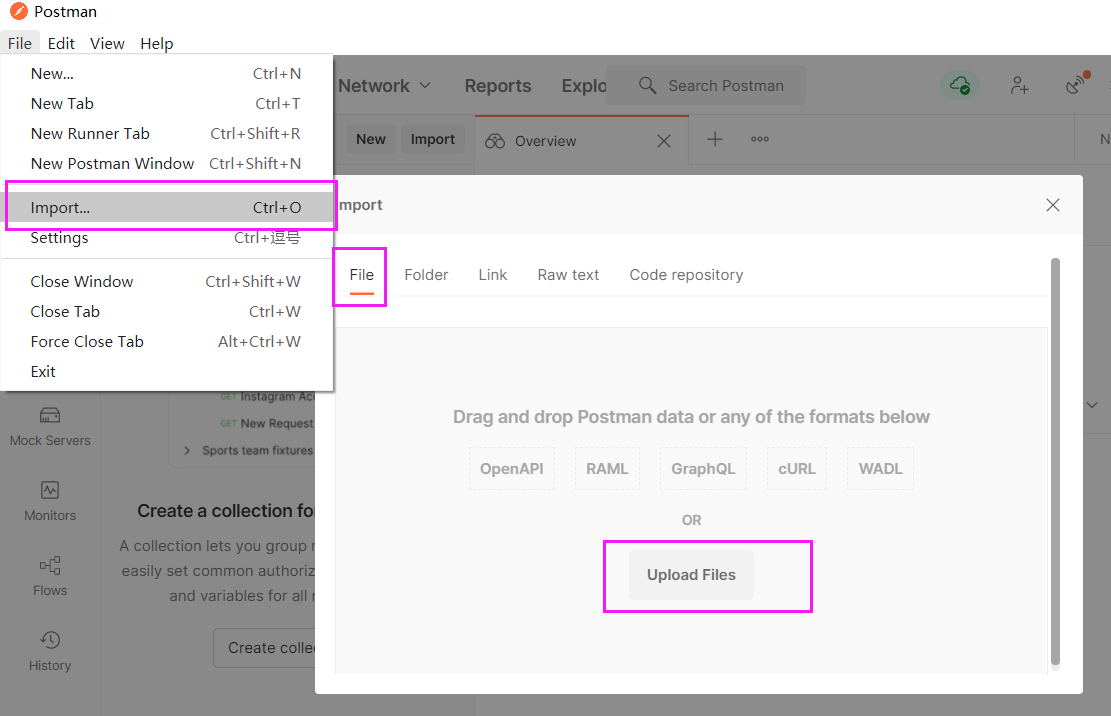 Postman
File Edit View Help
New... Ctrl+N
New Tab Ctrl+T
New Runner Tab Ctrl+Shift+R
New Postman Window Ctrl+Shift+N
Import... Ctrl+O
Settings Ctrl+逗号
Close Window Ctrl+Shift+W
Close Tab Ctrl+W
Force Close Tab Alt+Ctrl+W
Exit
Network Reports Explo Search Postman
New Import Overview N
mport
File Folder Link Raw text Code repository
Drag and drop Postman data or any of the formats below
OpenAPI RAML GraphQL cURL WADL
OR
Upload Files
GET Instagram Acc
GET New Request
Sports team fixtures
Mock Servers
Monitors
Flows
History
Create a collection fo
A collection lets you group r
easily set common authoriz
and variables for all r
Create colle